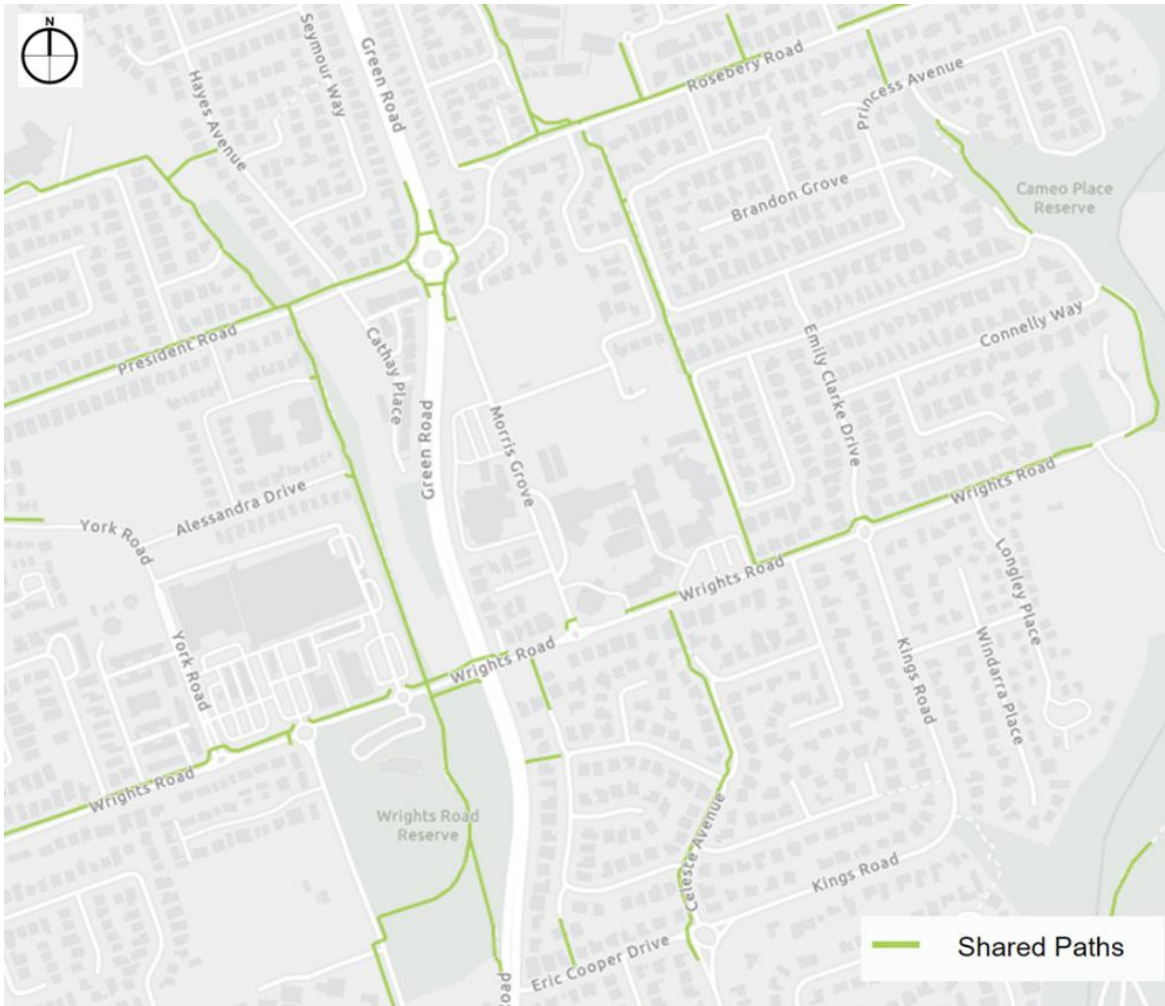 N
Seymour Way
Green Road
Hayes Avenue
Rosebery Road
Princess Avenue
Brandon Grove
Cameo Place
Reserve
President Road
Cathay Place
Green Road
Morris Grove
Emily Clarke Drive
Connelly Way
Alessandra Drive
York Road
Wrights Road
Wrights Road
Longley Place
Windarra Place
York Road
Wrights Road
Kings Road
Wrights Road
Wrights Road
Reserve
Celeste Avenue
Kings Road
Eric Cooper Drive
Shared Paths